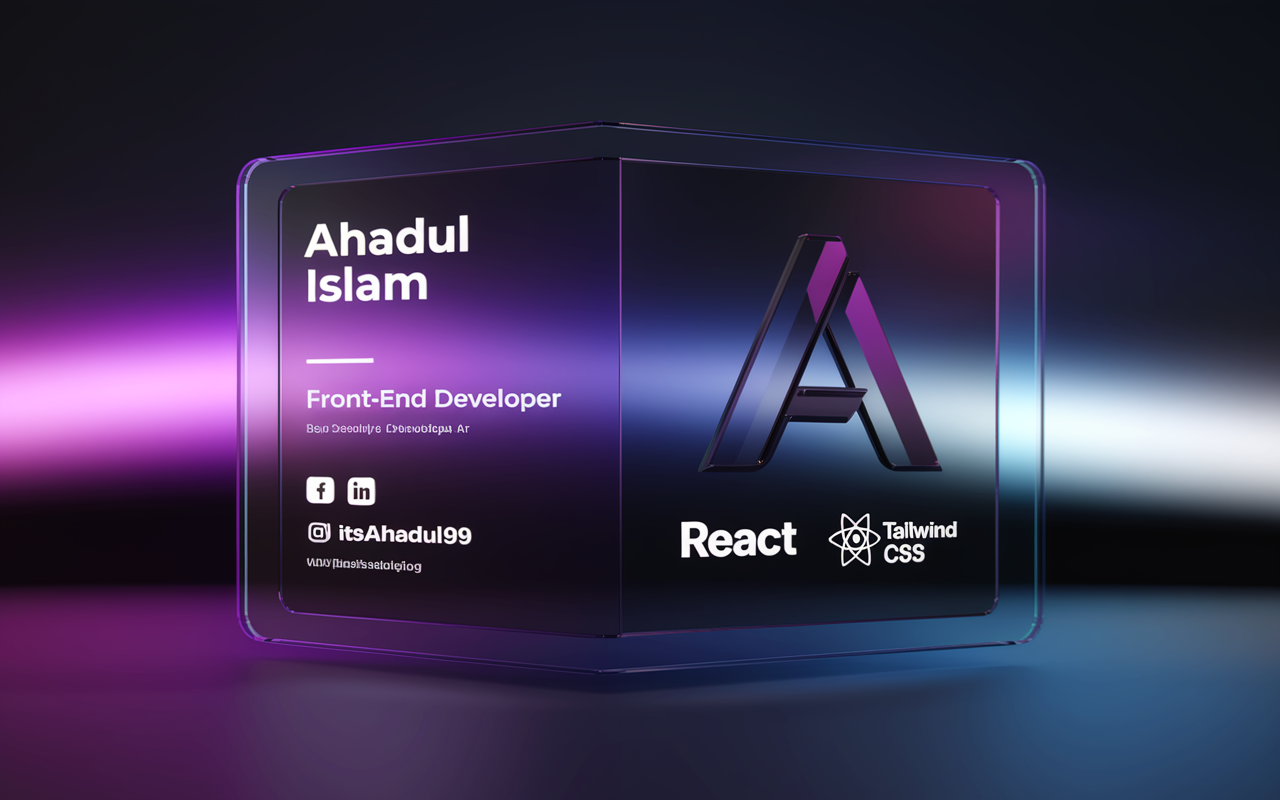 Ahadul
Islam
Front-End Developer
itsAhadul99
A
React
Tailwind
CSS